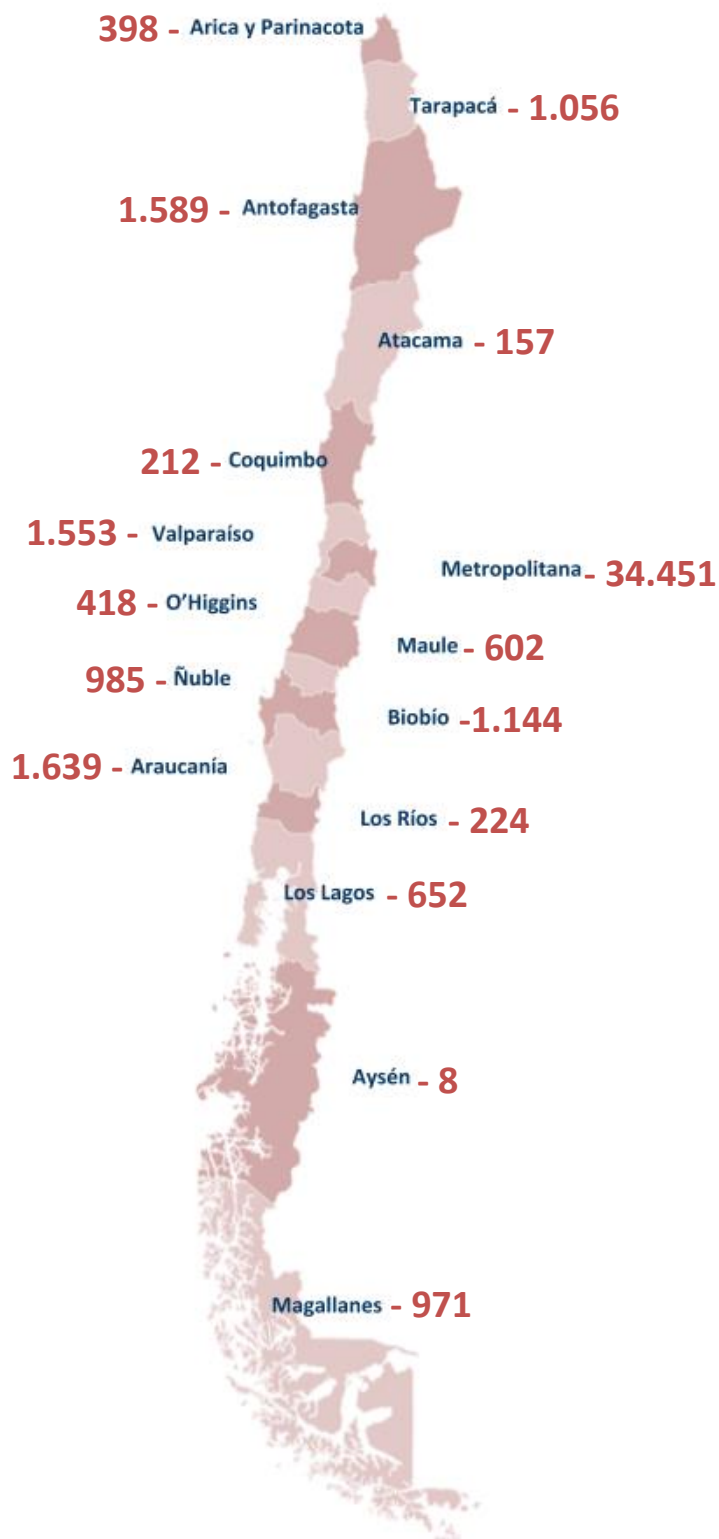 398 - Arica y Parinacota
Tarapacá - 1.056
1.589 - Antofagasta
Atacama - 157
212 - Coquimbo
1.553 - Valparaíso
Metropolitana - 34.451
418 - O'Higgins
Maule - 602
985 - Ñuble
Biobío -1.144
1.639 - Araucanía
Los Ríos - 224
Los Lagos - 652
Aysén - 8
Magallanes - 971